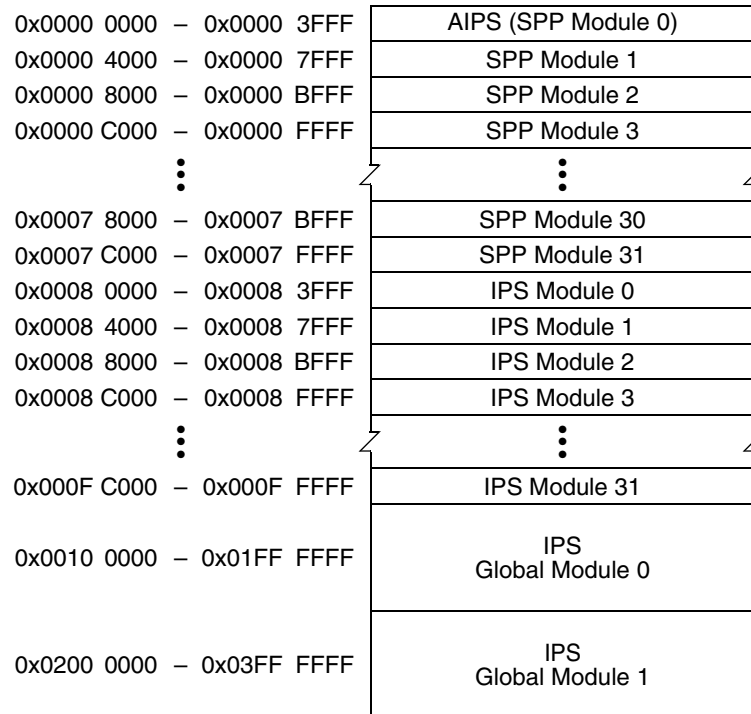 0x0000 0000 – 0x0000 3FFF AIPS (SPP Module 0)
0x0000 4000 – 0x0000 7FFF SPP Module 1
0x0000 8000 – 0x0000 BFFF SPP Module 2
0x0000 C000 – 0x0000 FFFF SPP Module 3
0x0007 8000 – 0x0007 BFFF SPP Module 30
0x0007 C000 – 0x0007 FFFF SPP Module 31
0x0008 0000 – 0x0008 3FFF IPS Module 0
0x0008 4000 – 0x0008 7FFF IPS Module 1
0x0008 8000 – 0x0008 BFFF IPS Module 2
0x0008 C000 – 0x0008 FFFF IPS Module 3
0x000F C000 – 0x000F FFFF IPS Module 31
0x0010 0000 – 0x01FF FFFF IPS
Global Module 0
0x0200 0000 – 0x03FF FFFF IPS
Global Module 1